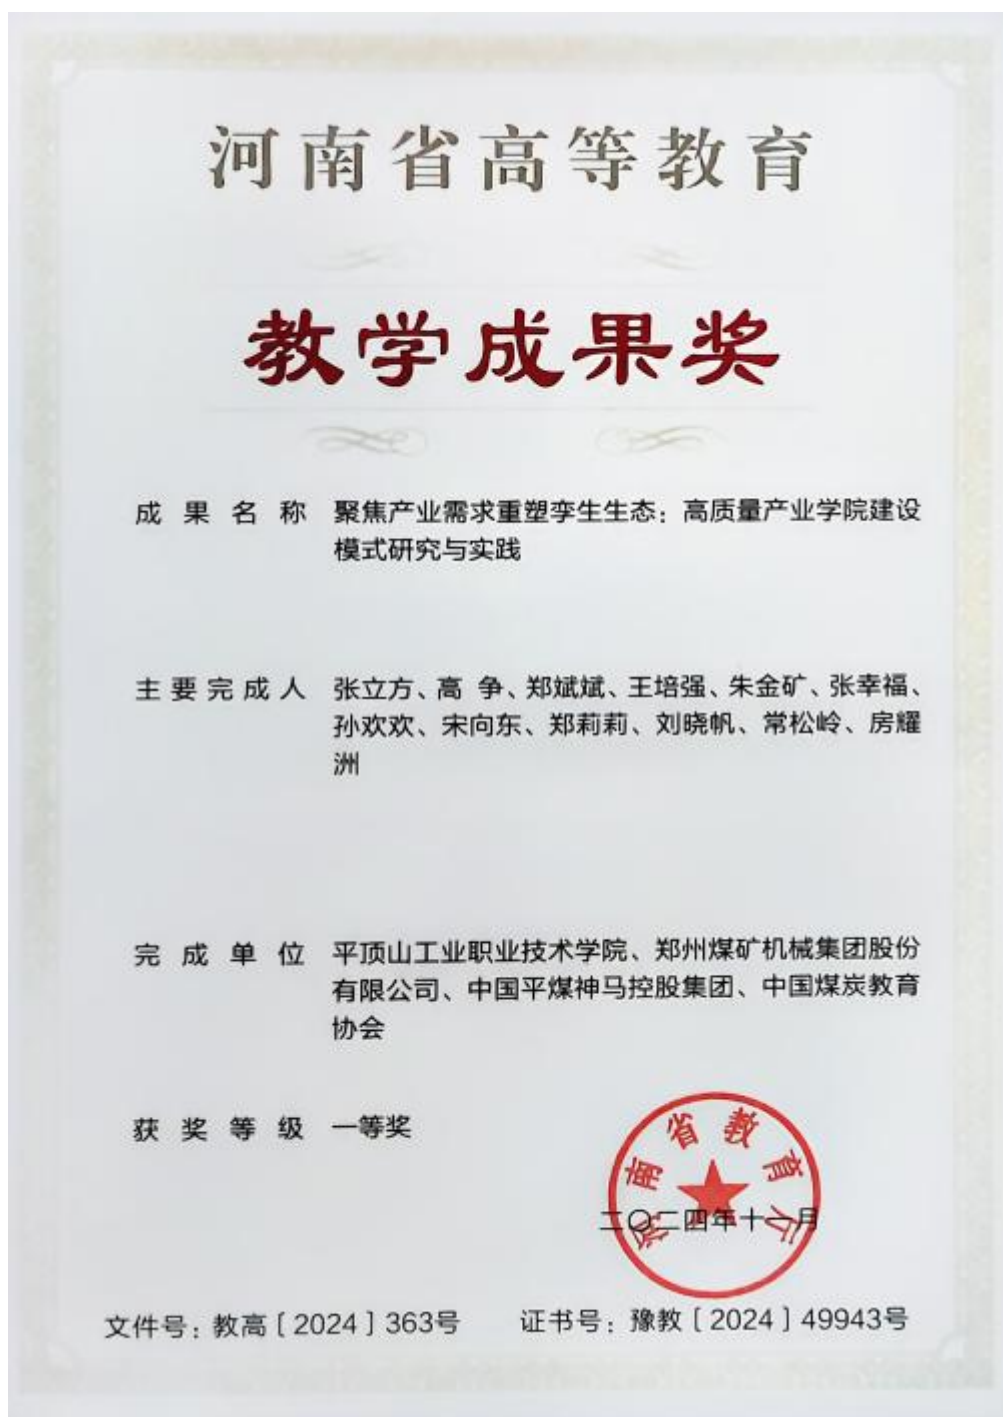 河南省高等教育
教学成果奖
成果名称 聚焦产业需求重塑孪生生态：高质量产业学院建设
模式研究与实践
主要完成人 张立方、高 争、郑斌斌、王培强、朱金矿、张幸福、
孙欢欢、宋向东、郑莉莉、刘晓帆、常松岭、房耀
洲
完成单位 平顶山工业职业技术学院、郑州煤矿机械集团股份
有限公司、中国平煤神马控股集团、中国煤炭教育
协会
获奖等级 一等奖
河南省教育厅
二〇二四年十一月
文件号：教高〔2024〕363号 证书号：豫教〔2024〕49943号